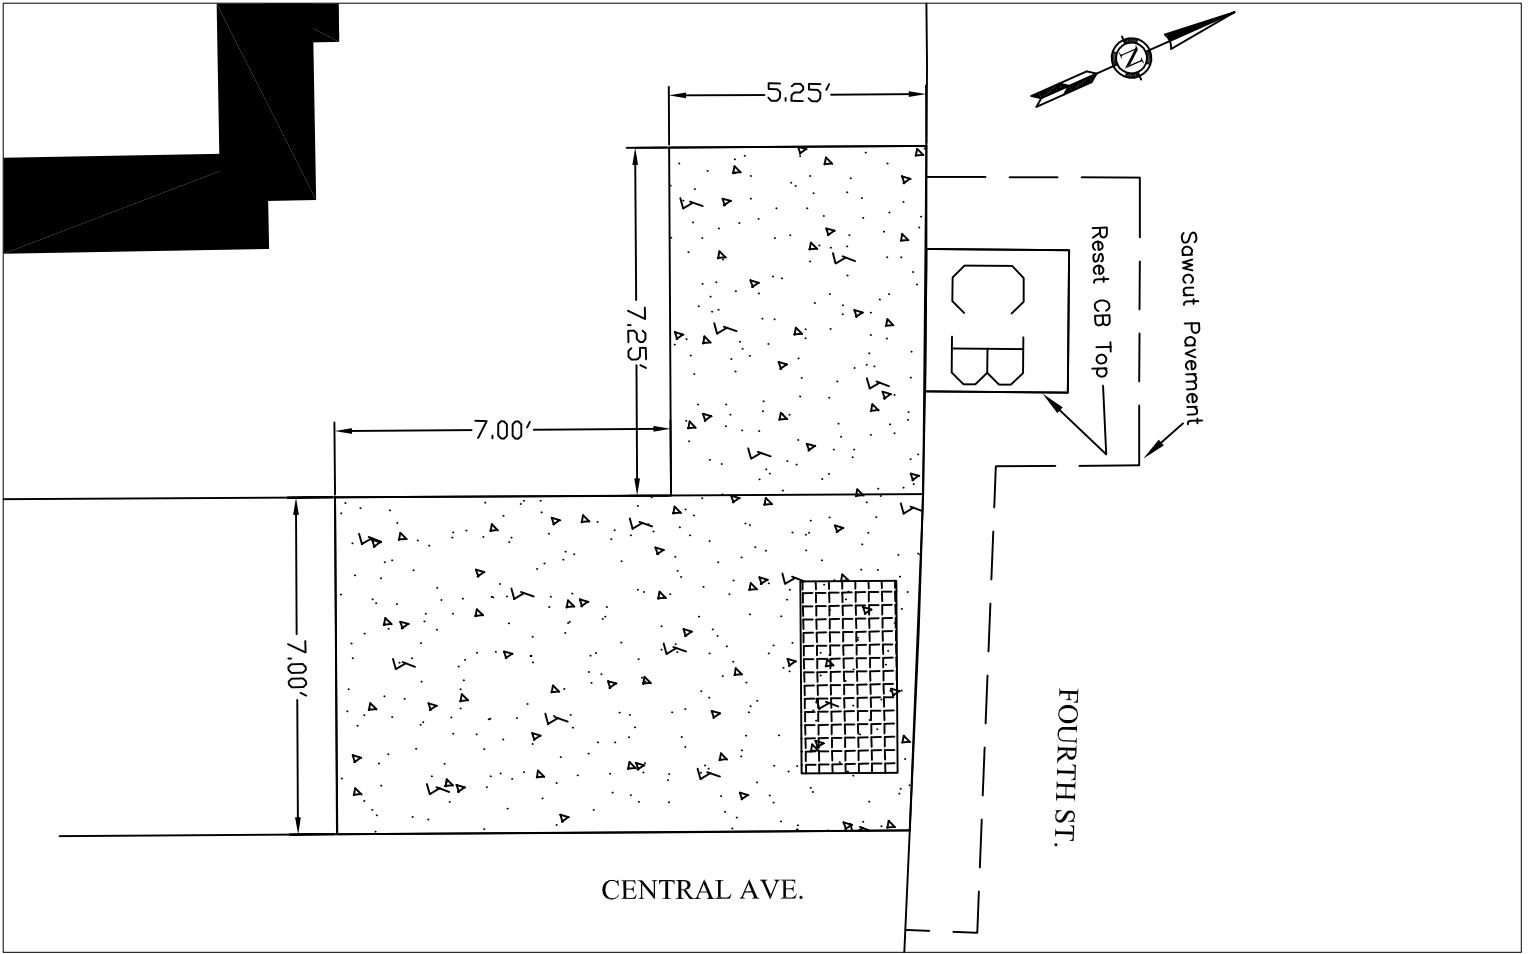 N
5.25'
7.25'
7.00'
7.00'
CB
Reset CB Top
Sawcut Pavement
FOURTH ST.
CENTRAL AVE.